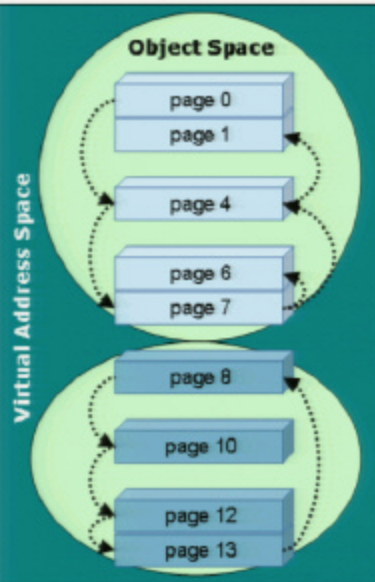 Object Space
page 0
page 1
page 4
page 6
page 7
page 8
page 10
page 12
page 13
Virtual Address Space